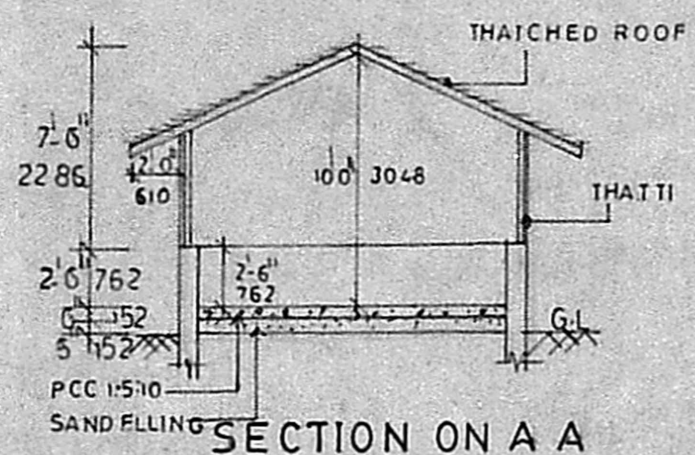 THATCHED ROOF
7'-6"
2286
2'-0"
610
10'0" 3048
THATTI
2'-6" 762
2'-6"
762
6" 152
152
G.L
PCC 1:5:10
SAND FLLING
SECTION ON A A